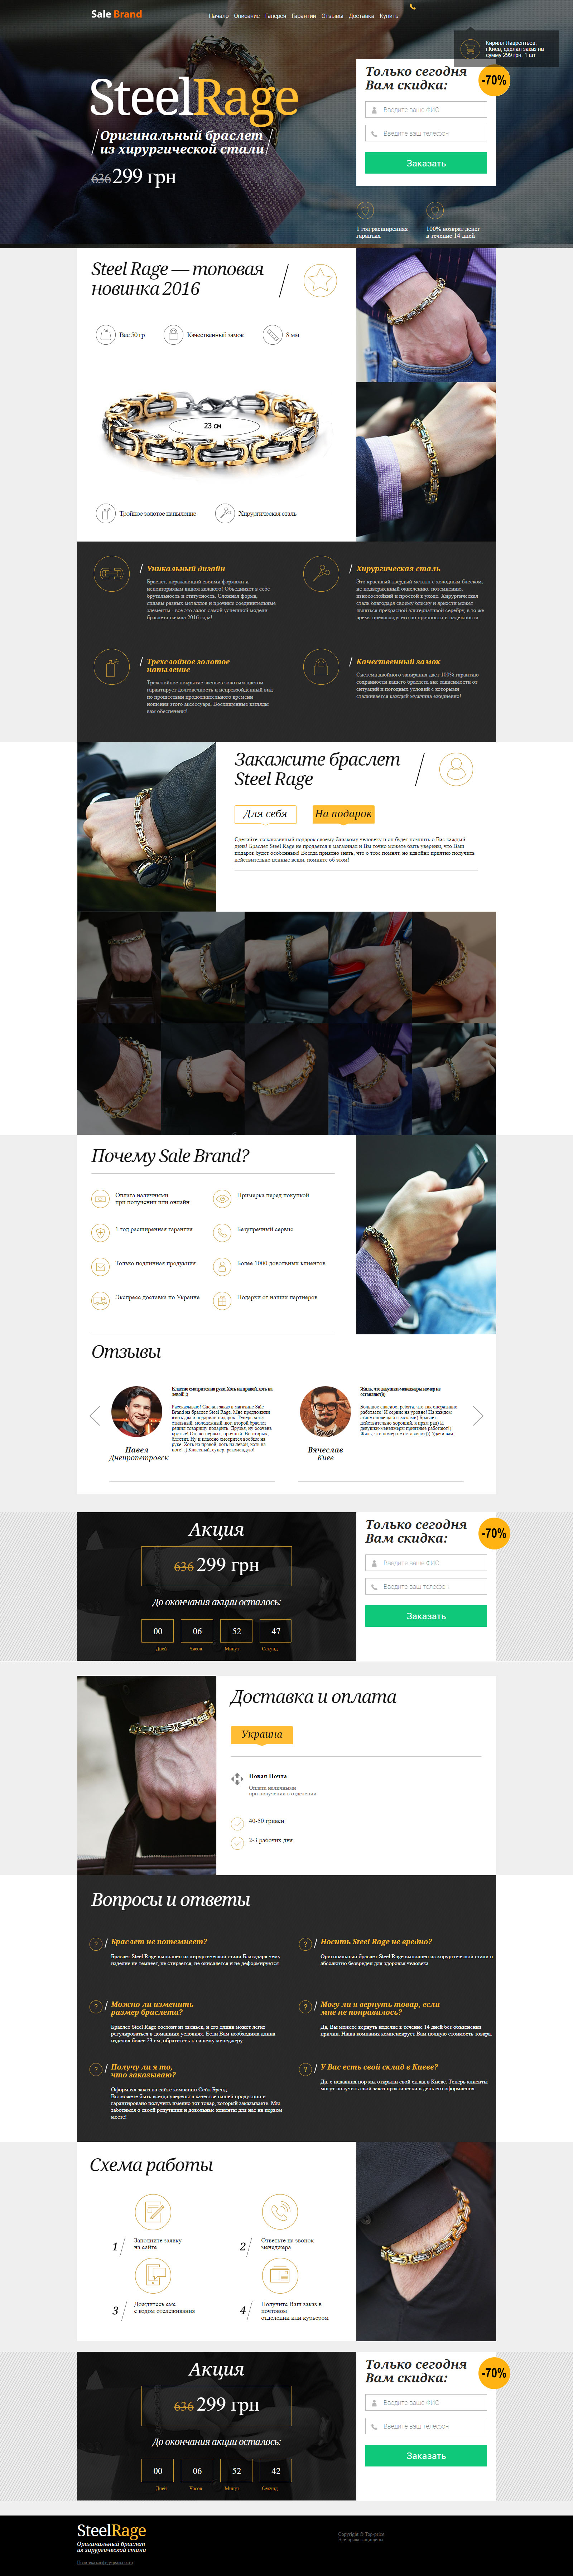 Sale Brand
Начало Описание Галерея Гарантии Отзывы Доставка Купить
Кирилл Лаврентьев,
г.Киев, сделал заказ на
сумму 299 грн, 1 шт
SteelRage
Оригинальный браслет
из хирургической стали
636 299 грн
Только сегодня
Вам скидка:
-70%
Введите ваше ФИО
Введите ваш телефон
Заказать
1 год расширенная
гарантия
100% возврат денег
в течение 14 дней
Steel Rage — топовая
новинка 2016
Вес 50 гр
Качественный замок
8 мм
23 см
Тройное золотое напыление
Хирургическая сталь
Уникальный дизайн
Браслет, поражающий своими формами и
неповторимым видом каждого! Объединяет в себе
брутальность и статусность. Сложная форма,
сплавы разных металлов и прочные соединительные
элементы - все это залог самой успешной модели
браслета начала 2016 года!
Хирургическая сталь
Это красивый твердый металл с холодным блеском,
не подверженный окислению, потемнению,
износостойкий и простой в уходе. Хирургическая
сталь благодаря своему блеску и яркости может
являться прекрасной альтернативой серебру, в то же
время превосходя его по прочности и надёжности.
Трехслойное золотое
напыление
Трехслойное покрытие звеньев золотым цветом
гарантирует долговечность и непревзойденный вид
по прошествии продолжительного времени
ношения этого аксессуара. Восхищенные взгляды
вам обеспечены!
Качественный замок
Система двойного запирания дает 100% гарантию
сохранности вашего браслета вне зависимости от
ситуаций и погодных условий с которыми
сталкивается каждый мужчина ежедневно!
Закажите браслет
Steel Rage
Для себя
На подарок
Сделайте эксклюзивный подарок своему близкому человеку и он будет помнить о Вас каждый
день! Браслет Steel Rage не продается в магазинах и Вы точно можете быть уверены, что Ваш
подарок будет особенным! Всегда приятно знать, что о тебе помнят, но вдвойне приятно получить
действительно ценные вещи, помните об этом!
Почему Sale Brand?
Оплата наличными
при получении или онлайн
Примерка перед покупкой
1 год расширенная гарантия
Безупречный сервис
Только подлинная продукция
Более 1000 довольных клиентов
Экспресс доставка по Украине
Подарки от наших партнеров
Отзывы
Классно смотрится на руке. Хоть на правой, хоть на
левой! ;)
Рассказываю! Сделал заказ в магазине Sale
Brand на браслет Steel Rage. Мне предложили
взять два в подарки подарок. Теперь хожу
стильный, молодежный, вот, второй браслет
решил товарищу подарить. Другая, ну, косточка
крутая! Он, во-первых, прочный. Во-вторых,
блестит. Ну и классно смотрится вообще на
руке. Хоть на правой, хоть на левой, хоть на
ноге! ;) Классный, супер, рекомендую!
Павел
Днепропетровск
Жаль, что девушки-менеджеры номер не
оставляют)))
Большое спасибо, ребята, что так оперативно
работаете! И сервис на уровне! На каждом
этапе оповещают сколько) Браслет
действительно хороший, я прям рад) И
девушки-менеджеры приятные работают!)
Жаль, что номер не оставляют))) Удачи вам.
Вячеслав
Киев
Акция
636 299 грн
До окончания акции осталось:
00 06 52 47
Дней Часов Минут Секунд
Только сегодня
Вам скидка:
-70%
Введите ваше ФИО
Введите ваш телефон
Заказать
Доставка и оплата
Украина
Новая Почта
Оплата наличными
при получении в отделении
40-50 гривен
2-3 рабочих дня
Вопросы и ответы
Браслет не потемнеет?
Браслет Steel Rage выполнен из хирургической стали Благодаря чему
изделие не темнеет, не стирается, не окисляется и не деформируется.
Носить Steel Rage не вредно?
Оригинальный браслет Steel Rage выполнен из хирургической стали и
абсолютно безвреден для здоровья человека.
Можно ли изменить
размер браслета?
Браслет Steel Rage состоит из звеньев, и его длина может легко
регулироваться в домашних условиях. Если Вам необходима длина
изделия более 23 см, обратитесь к нашему менеджеру.
Могу ли я вернуть товар, если
мне не понравилось?
Да, Вы можете вернуть изделие в течение 14 дней без объяснения
причин. Наша компания компенсирует Вам полную стоимость товара.
Получу ли я то,
что заказываю?
Оформляя заказ на сайте компании Сейл Бренд,
Вы можете быть всегда уверены в качестве нашей продукции и
гарантировано получить именно тот товар, который заказываете. Мы
заботимся о своей репутации и довольные клиенты для нас на первом
месте!
У Вас есть свой склад в Киеве?
Да, с недавних пор мы открыли свой склад в Киеве. Теперь клиенты
могут получить свой заказ практически в день его оформления.
Схема работы
1 Заполните заявку
на сайте
2 Ответьте на звонок
менеджера
3 Дождитесь смс
с кодом отслеживания
4 Получите Ваш заказ в
почтовом
отделении или курьером
Акция
636 299 грн
До окончания акции осталось:
00 06 52 42
Дней Часов Минут Секунд
Только сегодня
Вам скидка:
-70%
Введите ваше ФИО
Введите ваш телефон
Заказать
SteelRage
Оригинальный браслет
из хирургической стали
Политика конфиденциальности
Copyright © Top-price
Все права защищены